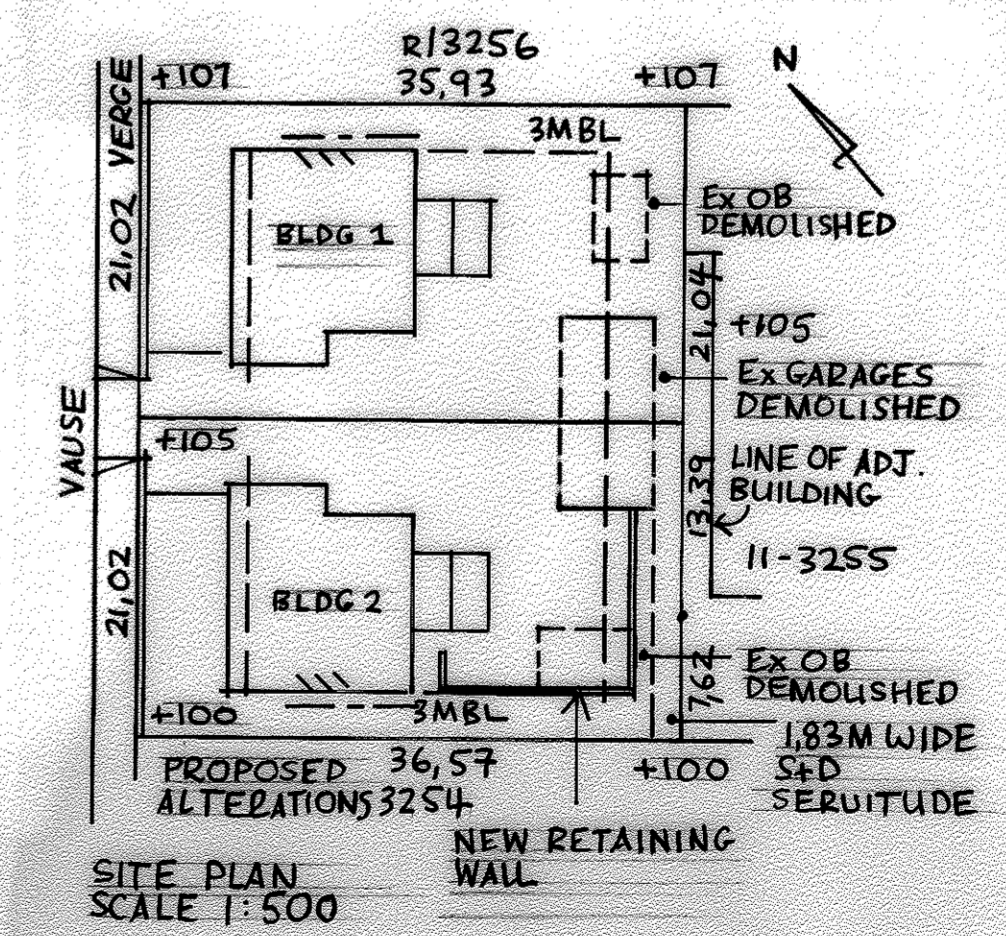 R/3256
35,93
+107
+107
N
VERGE
21,02
3MBL
Ex OB
DEMOLISHED
BLDG 1
21,04
+105
Ex GARAGES
DEMOLISHED
VAUSE
+105
LINE OF ADJ.
BUILDING
13,39
11-3255
21,02
BLDG 2
Ex OB
DEMOLISHED
7,62
+100
3MBL
1,83M WIDE
S+D
SERUITUDE
36,57
+100
PROPOSED
ALTERATIONS 3254
NEW RETAINING
WALL
SITE PLAN
SCALE 1:500